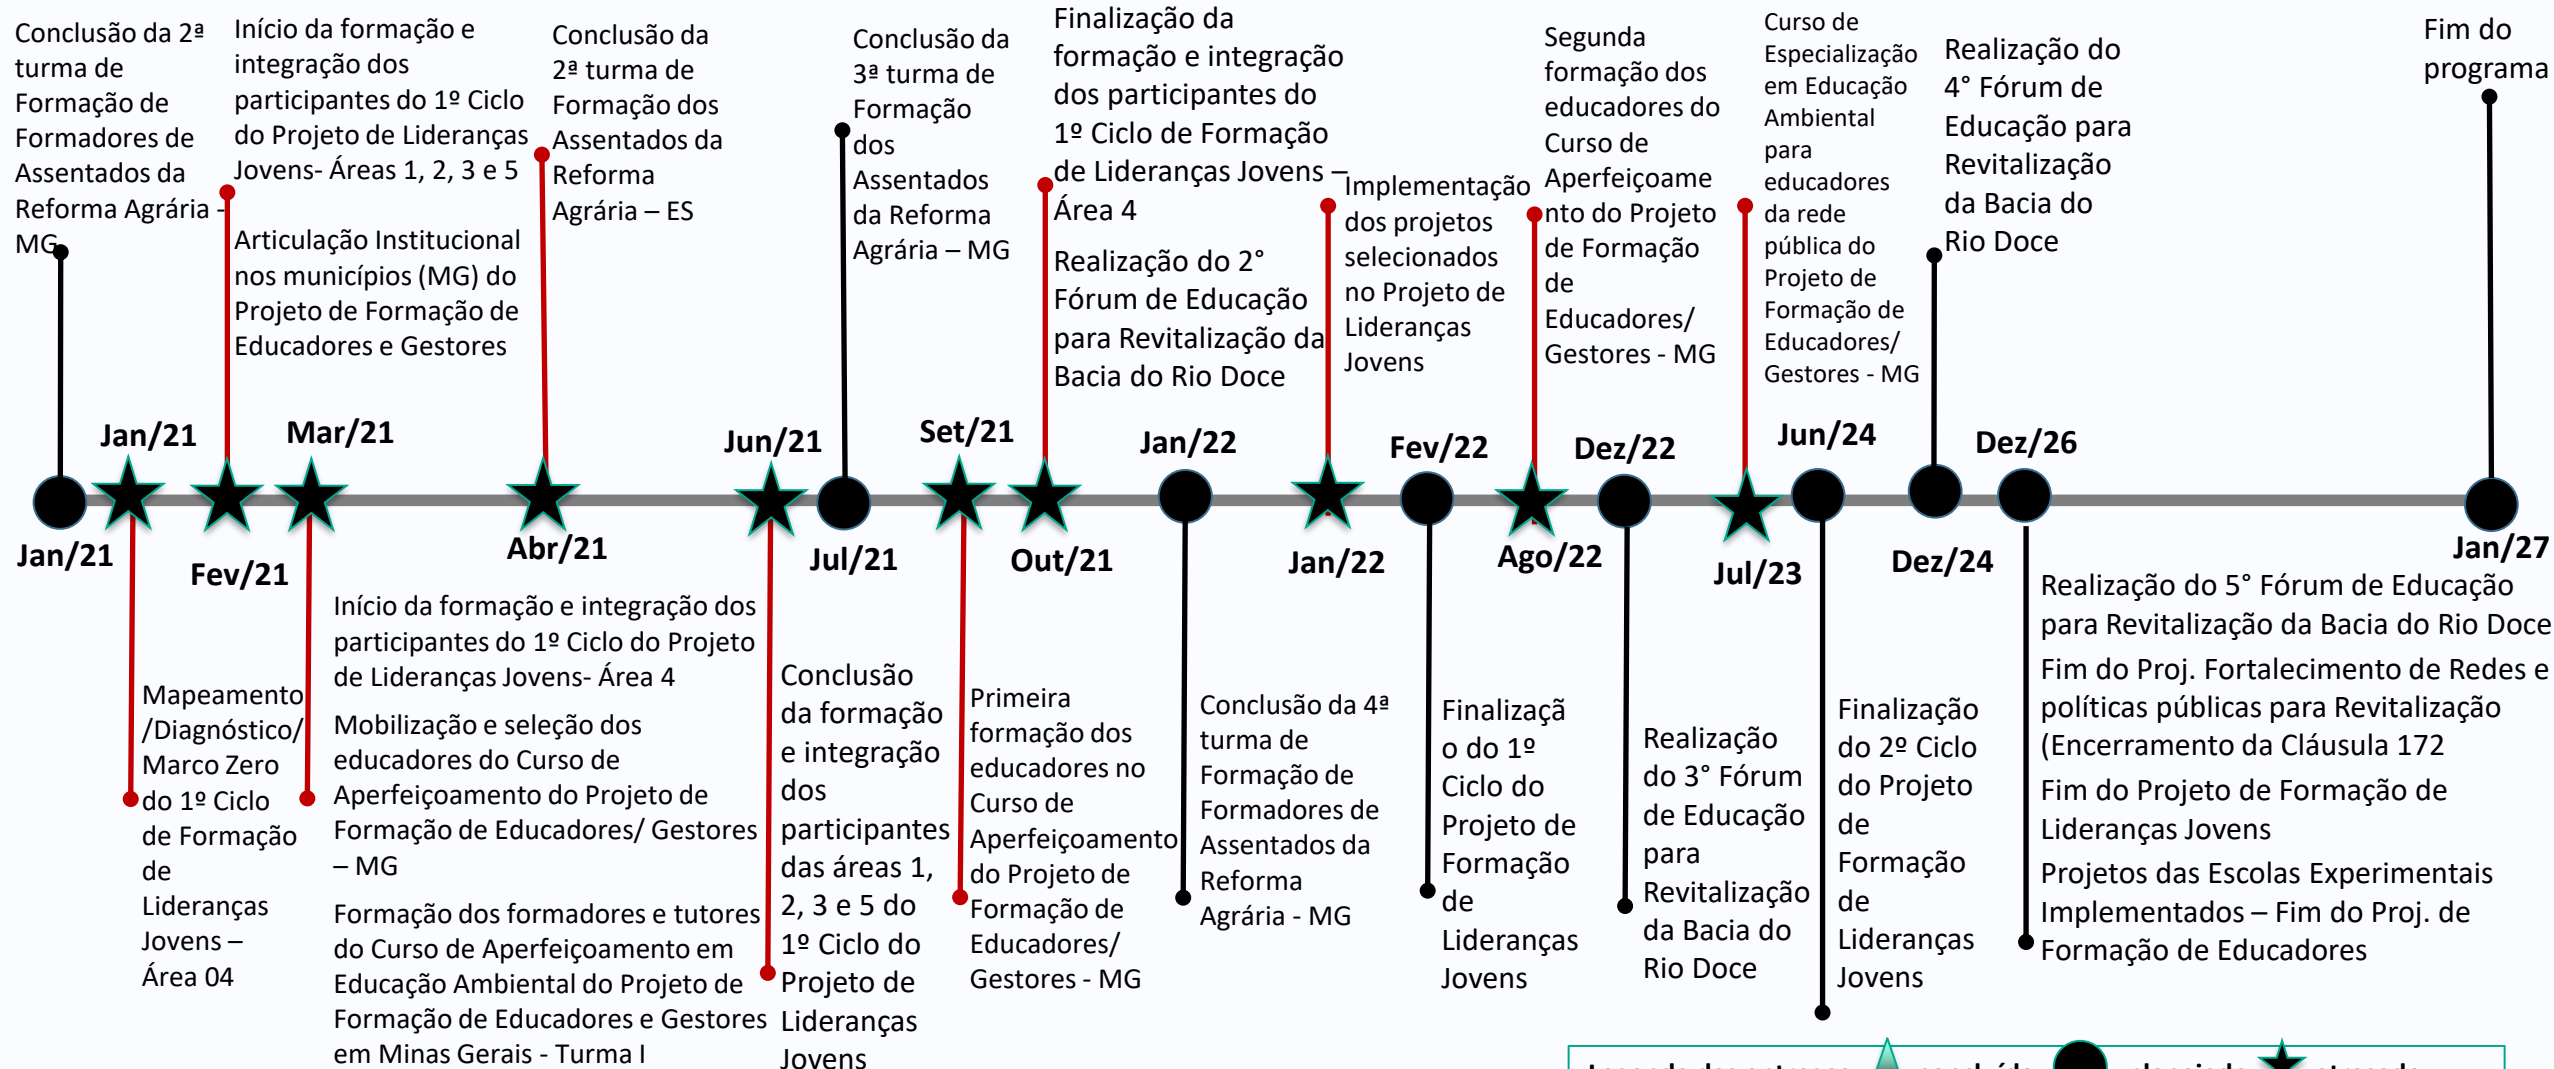 Conclusão da 2ª
turma de
Formação de
Formadores de
Assentados da
Reforma Agrária -
MG
Início da formação e
integração dos
participantes do 1º Ciclo
do Projeto de Lideranças
Jovens- Áreas 1, 2, 3 e 5
Articulação Institucional
nos municípios (MG) do
Projeto de Formação de
Educadores e Gestores
Conclusão da
2ª turma de
Formação dos
Assentados da
Reforma
Agrária – ES
Conclusão da
3ª turma de
Formação
dos
Assentados
da Reforma
Agrária – MG
Finalização da
formação e integração
dos participantes do
1º Ciclo de Formação
de Lideranças Jovens –
Área 4
Realização do 2°
Fórum de Educação
para Revitalização da
Bacia do Rio Doce
Implementação
dos projetos
selecionados
no Projeto de
Lideranças
Jovens
Segunda
formação dos
educadores do
Curso de
Aperfeiçoame
nto do Projeto
de Formação
de
Educadores/
Gestores - MG
Curso de
Especialização
em Educação
Ambiental
para
educadores
da rede
pública do
Projeto de
Formação de
Educadores/
Gestores - MG
Realização do
4° Fórum de
Educação para
Revitalização
da Bacia do
Rio Doce
Fim do
programa
Jan/21
Mar/21
Jun/21
Set/21
Jan/22
Fev/22
Dez/22
Jun/24
Dez/26
Jan/21
Fev/21
Abr/21
Jul/21
Out/21
Jan/22
Ago/22
Jul/23
Dez/24
Jan/27
Mapeamento
/Diagnóstico/
Marco Zero
do 1º Ciclo
de Formação
de
Lideranças
Jovens –
Área 04
Início da formação e integração dos
participantes do 1º Ciclo do Projeto
de Lideranças Jovens- Área 4
Mobilização e seleção dos
educadores do Curso de
Aperfeiçoamento do Projeto de
Formação de Educadores/ Gestores
– MG
Formação dos formadores e tutores
do Curso de Aperfeiçoamento em
Educação Ambiental do Projeto de
Formação de Educadores e Gestores
em Minas Gerais - Turma I
Conclusão
da formação
e integração
dos
participantes
das áreas 1,
2, 3 e 5 do
1º Ciclo do
Projeto de
Lideranças
Jovens
Primeira
formação dos
educadores no
Curso de
Aperfeiçoamento
do Projeto de
Formação de
Educadores/
Gestores - MG
Conclusão da 4ª
turma de
Formação de
Formadores de
Assentados da
Reforma
Agrária - MG
Finalizaçã
o do 1º
Ciclo do
Projeto de
Formação
de
Lideranças
Jovens
Realização
do 3° Fórum
de Educação
para
Revitalização
da Bacia do
Rio Doce
Finalização
do 2º Ciclo
do Projeto
de
Formação
de
Lideranças
Jovens
Realização do 5° Fórum de Educação
para Revitalização da Bacia do Rio Doce
Fim do Proj. Fortalecimento de Redes e
políticas públicas para Revitalização
(Encerramento da Cláusula 172
Fim do Projeto de Formação de
Lideranças Jovens
Projetos das Escolas Experimentais
Implementados – Fim do Proj. de
Formação de Educadores